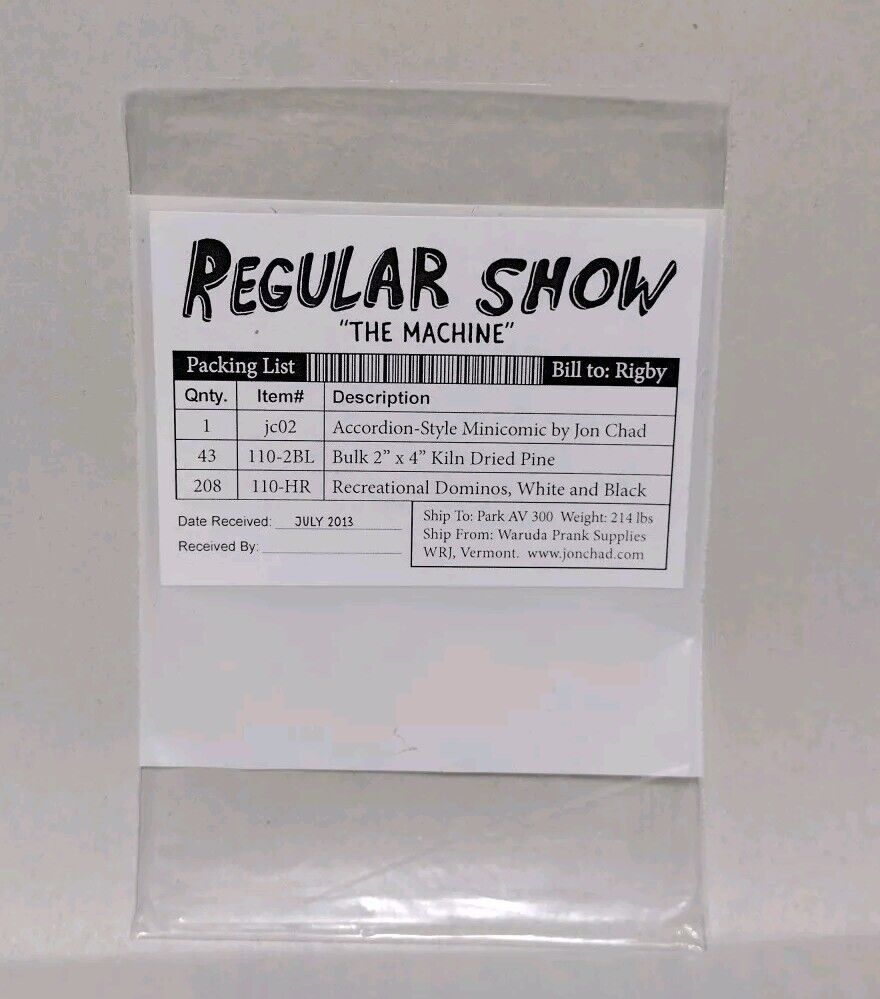 REGULAR SHOW
"THE MACHINE"
Packing List Bill to: Rigby
Qnty. Item# Description
1 jc02 Accordion-Style Minicomic by Jon Chad
43 110-2BL Bulk 2" x 4" Kiln Dried Pine
208 110-HR Recreational Dominos, White and Black
Date Received: JULY 2013
Received By:
Ship To: Park AV 300 Weight: 214 lbs
Ship From: Waruda Prank Supplies
WRJ, Vermont. www.jonchad.com